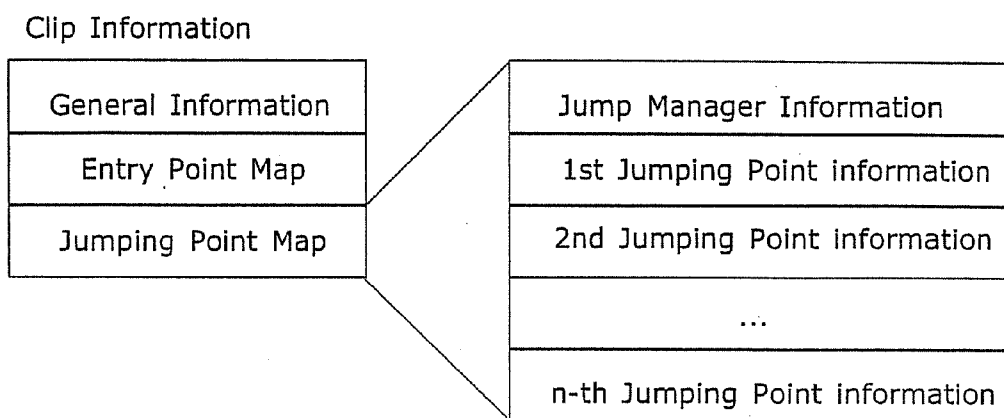 Clip Information
General Information
Entry Point Map
Jumping Point Map
Jump Manager Information
1st Jumping Point information
2nd Jumping Point information
...
n-th Jumping Point information